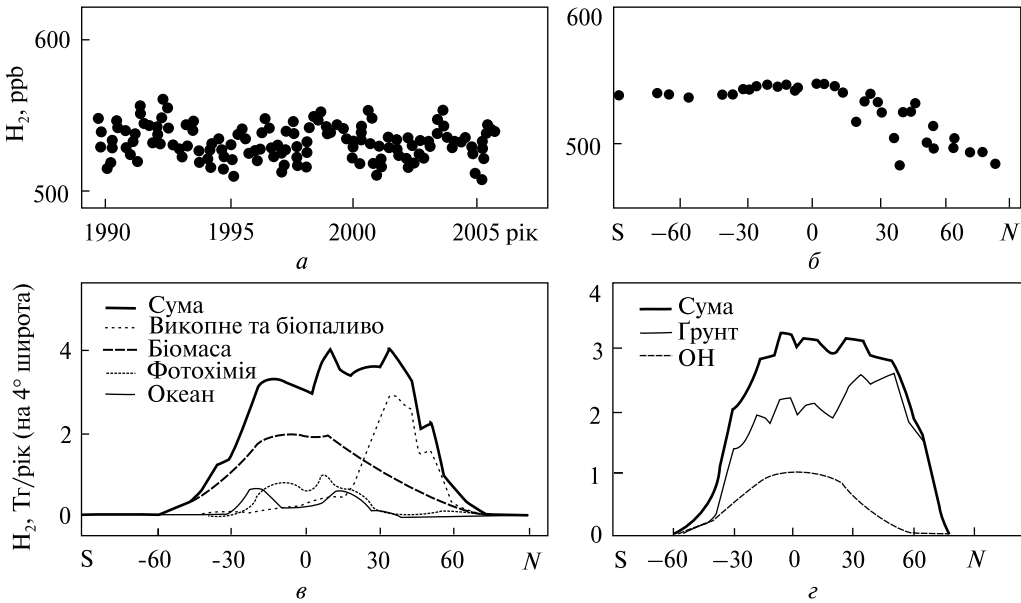 H₂, ppb
600
500
1990 1995 2000 2005 рік
а
600
500
S −60 −30 0 30 60 N
б
H₂, Тг/рік (на 4° широта)
Сума
Викопне та біопаливо
Біомаса
Фотохімія
Океан
4
2
0
S -60 -30 0 30 60 N
в
4
3
2
1
0
Сума
Ґрунт
ОН
S −60 −30 0 30 60 N
г